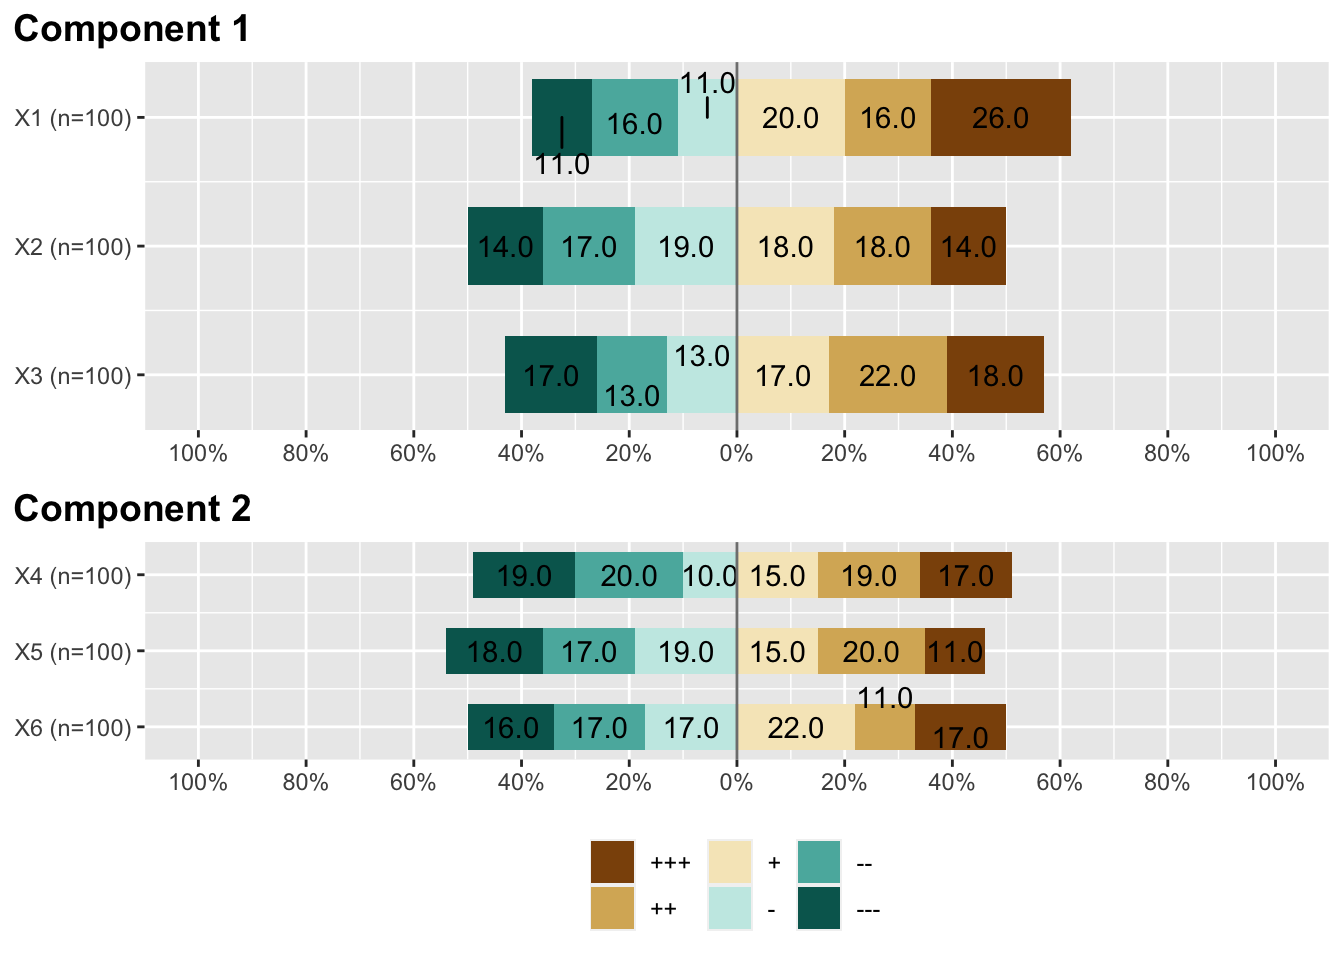 Component 1
11.0
X1 (n=100) 16.0 20.0 16.0 26.0
11.0
X2 (n=100) 14.0 17.0 19.0 18.0 18.0 14.0
13.0
X3 (n=100) 17.0 17.0 22.0 18.0
13.0
100% 80% 60% 40% 20% 0% 20% 40% 60% 80% 100%
Component 2
X4 (n=100) 19.0 20.0 10.0 15.0 19.0 17.0
X5 (n=100) 18.0 17.0 19.0 15.0 20.0 11.0
11.0
X6 (n=100) 16.0 17.0 17.0 22.0 17.0
100% 80% 60% 40% 20% 0% 20% 40% 60% 80% 100%
+++ + --
++ - ---